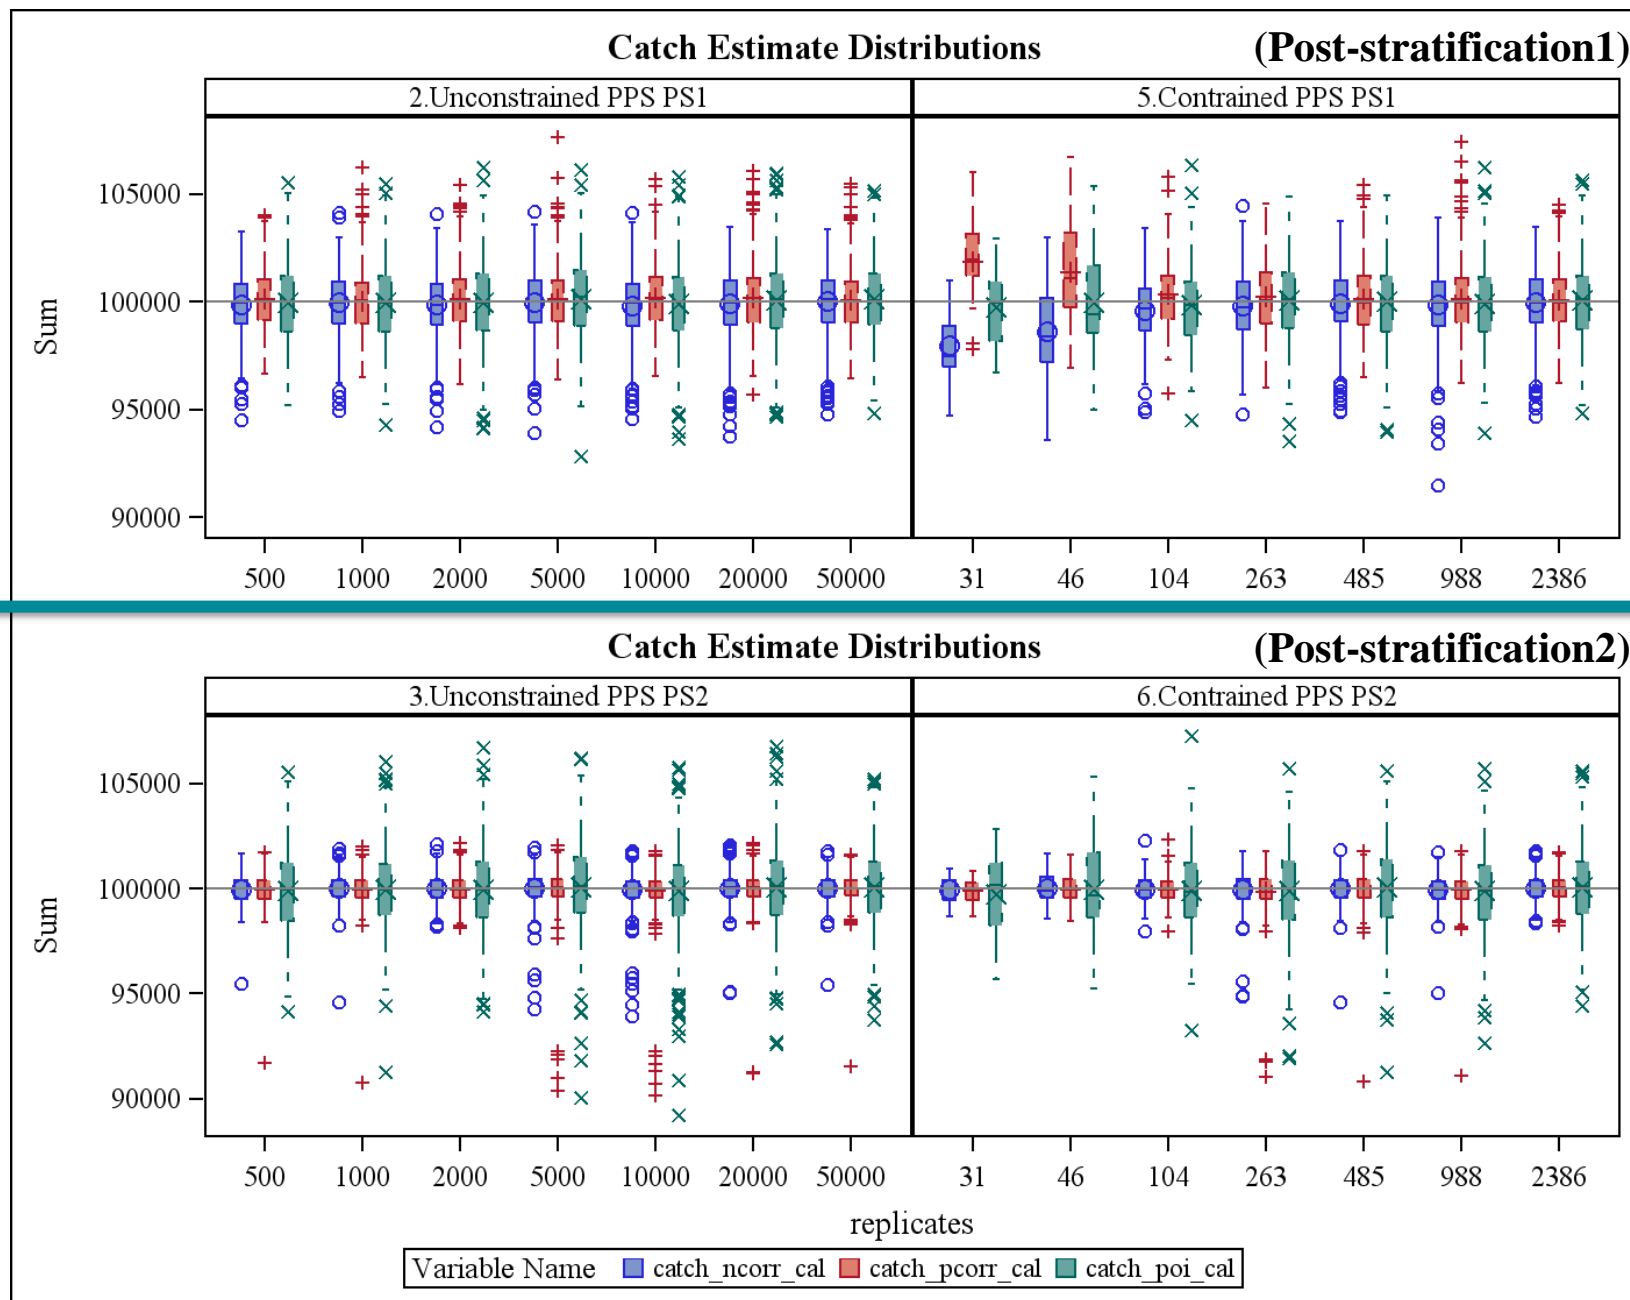 Catch Estimate Distributions (Post-stratification1)
2.Unconstrained PPS PS1 5.Contrained PPS PS1
105000
100000
95000
90000
Sum
500 1000 2000 5000 10000 20000 50000 31 46 104 263 485 988 2386
Catch Estimate Distributions (Post-stratification2)
3.Unconstrained PPS PS2 6.Contrained PPS PS2
105000
100000
95000
90000
Sum
500 1000 2000 5000 10000 20000 50000 31 46 104 263 485 988 2386
replicates
Variable Name catch_ncorr_cal catch_pcorr_cal catch_poi_cal